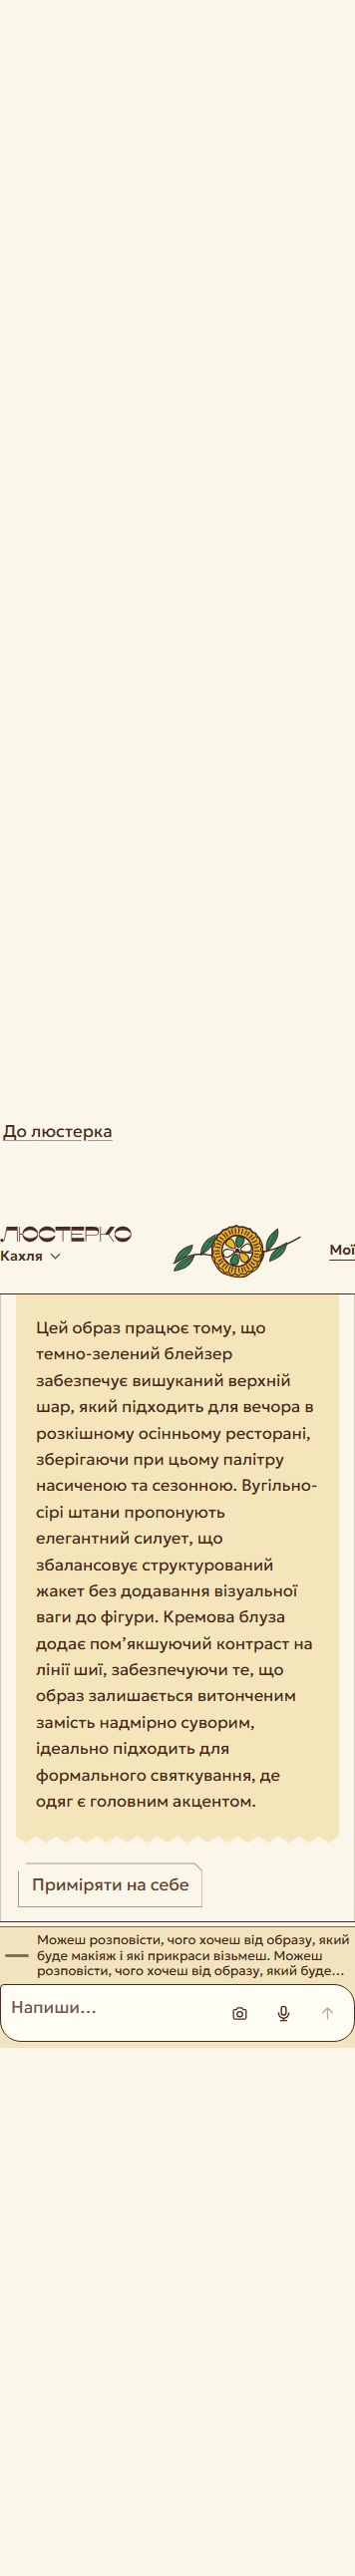 До люстерка
ЛЮСТЕРКО
Кахля
Мої
Цей образ працює тому, що
темно-зелений блейзер
забезпечує вишуканий верхній
шар, який підходить для вечора в
розкішному осінньому ресторані,
зберігаючи при цьому палітру
насиченою та сезонною. Вугільно-
сірі штани пропонують
елегантний силует, що
збалансовує структурований
жакет без додавання візуальної
ваги до фігури. Кремова блуза
додає пом’якшуючий контраст на
лінії шиї, забезпечуючи те, що
образ залишається витонченим
замість надмірно суворим,
ідеально підходить для
формального святкування, де
одяг є головним акцентом.
Приміряти на себе
Можеш розповісти, чого хочеш від образу, який
буде макіяж і які прикраси візьмеш. Можеш
розповісти, чого хочеш від образу, який буде…
Напиши…